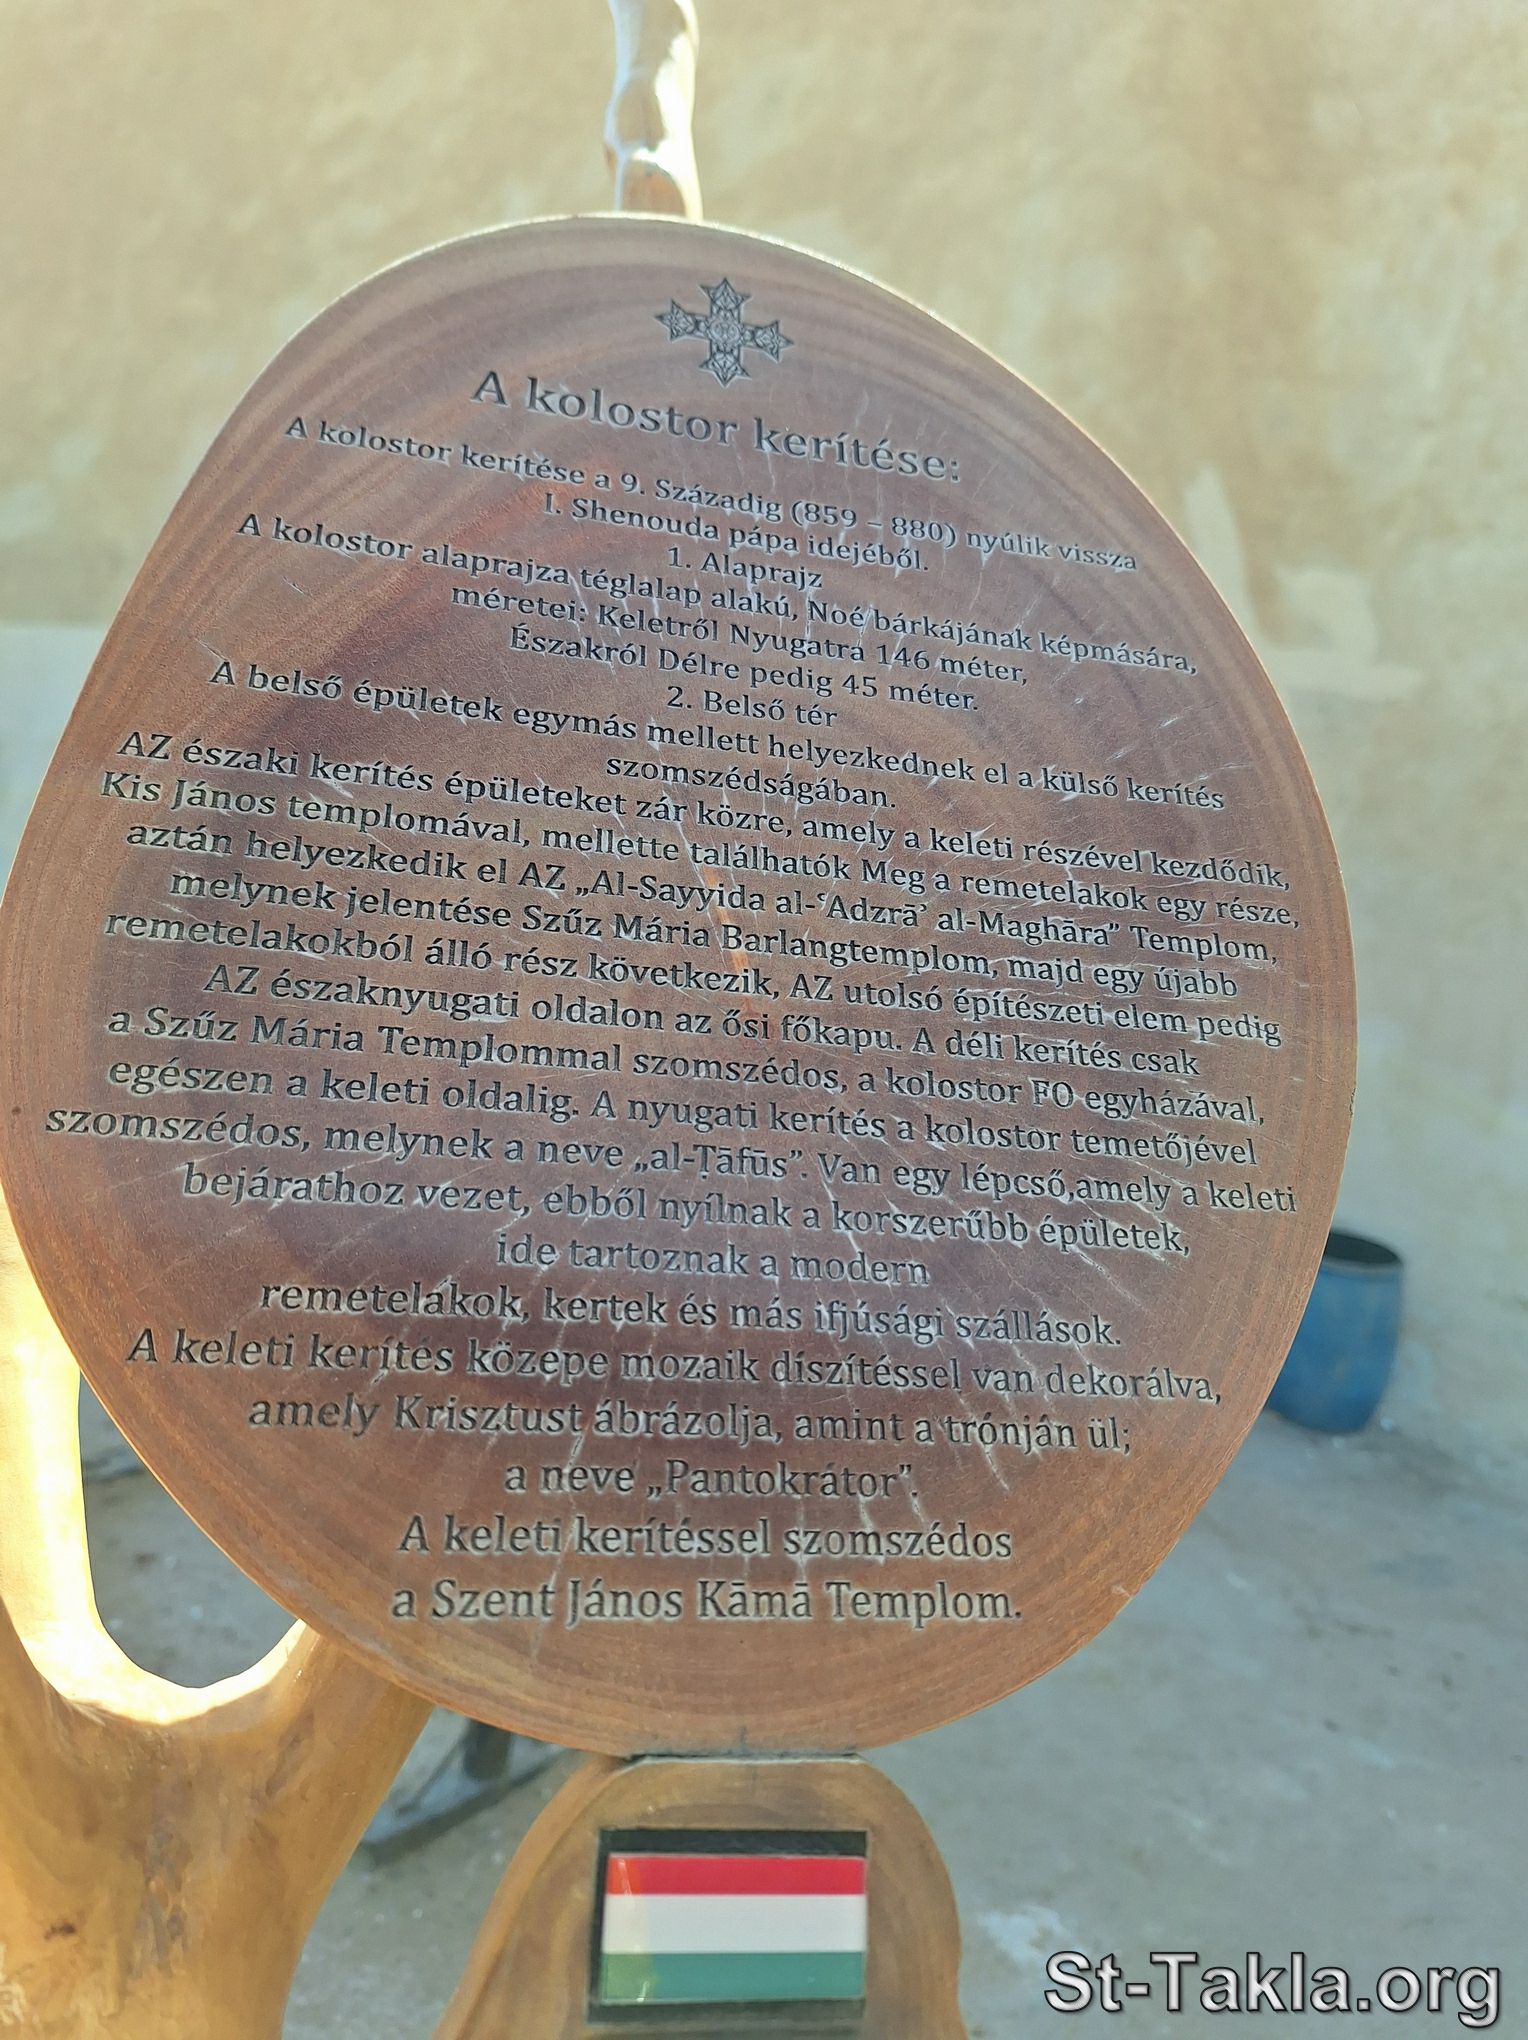 A kolostor kerítése:
A kolostor kerítése a 9. Századig (859 – 880) nyúlik vissza
I. Shenouda pápa idejéből.
1. Alaprajz
A kolostor alaprajza téglalap alakú, Noé bárkájának képmására,
méretei: Keletről Nyugatra 146 méter,
Északról Délre pedig 45 méter.
2. Belső tér
A belső épületek egymás mellett helyezkednek el a külső kerítés
szomszédságában.
AZ északi kerítés épületeket zár közre, amely a keleti részével kezdődik,
Kis János templomával, mellette találhatók Meg a remetelakok egy része,
aztán helyezkedik el AZ „Al-Sayyida al-ʿAdzrāʾ al-Maghāra” Templom,
melynek jelentése Szűz Mária Barlangtemplom, majd egy újabb
remetelakokból álló rész következik, AZ utolsó építészeti elem pedig
AZ északnyugati oldalon az ősi főkapu. A déli kerítés csak
a Szűz Mária Templommal szomszédos, a kolostor FO egyházával,
egészen a keleti oldalig. A nyugati kerítés a kolostor temetőjével
szomszédos, melynek a neve „al-Ṭāfūs”. Van egy lépcső,amely a keleti
bejárathoz vezet, ebből nyílnak a korszerűbb épületek,
ide tartoznak a modern
remetelakok, kertek és más ifjúsági szállások.
A keleti kerítés közepe mozaik díszítéssel van dekorálva,
amely Krisztust ábrázolja, amint a trónján ül;
a neve „Pantokrátor”.
A keleti kerítéssel szomszédos
a Szent János Kāmā Templom.
St-Takla.org